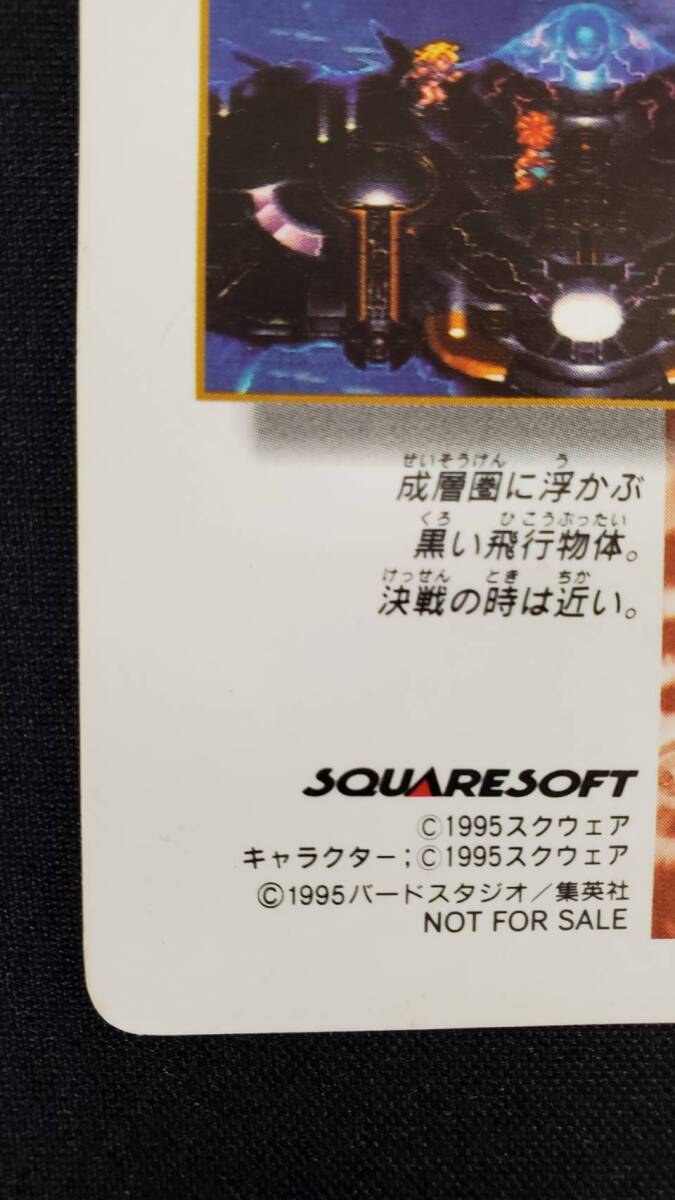 せいそうけん う
成層圏に浮かぶ
くろ ひこうぶったい
黒い飛行物体。
けっせん とき ちか
決戦の時は近い。
SQUARESOFT
©1995スクウェア
キャラクター;©1995スクウェア
©1995バードスタジオ/集英社
NOT FOR SALE